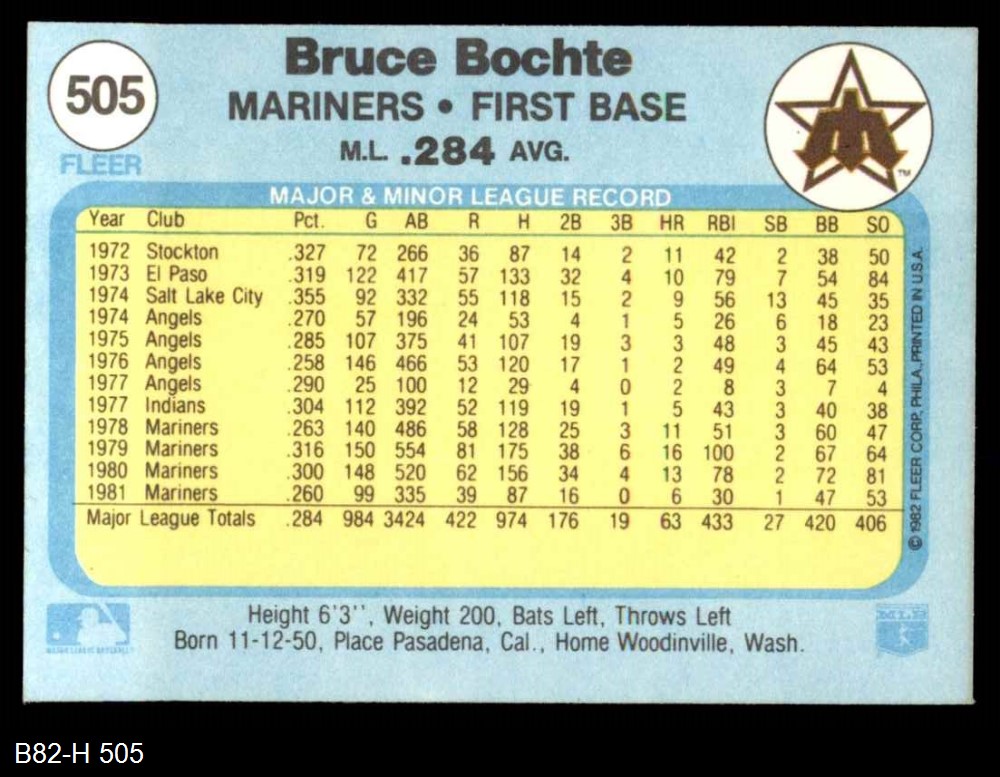 505
FLEER
Bruce Bochte
MARINERS • FIRST BASE
M.L. .284 AVG.
TM
MAJOR & MINOR LEAGUE RECORD
Year Club Pct. G AB R H 2B 3B HR RBI SB BB SO
1972 Stockton .327 72 266 36 87 14 2 11 42 2 38 50
1973 El Paso .319 122 417 57 133 32 4 10 79 7 54 84
1974 Salt Lake City .355 92 332 55 118 15 2 9 56 13 45 35
1974 Angels .270 57 196 24 53 4 1 5 26 6 18 23
1975 Angels .285 107 375 41 107 19 3 3 48 3 45 43
1976 Angels .258 146 466 53 120 17 1 2 49 4 64 53
1977 Angels .290 25 100 12 29 4 0 2 8 3 7 4
1977 Indians .304 112 392 52 119 19 1 5 43 3 40 38
1978 Mariners .263 140 486 58 128 25 3 11 51 3 60 47
1979 Mariners .316 150 554 81 175 38 6 16 100 2 67 64
1980 Mariners .300 148 520 62 156 34 4 13 78 2 72 81
1981 Mariners .260 99 335 39 87 16 0 6 30 1 47 53
Major League Totals .284 984 3424 422 974 176 19 63 433 27 420 406
© 1982 FLEER CORP., PHILA., PRINTED IN U.S.A.
Height 6'3'', Weight 200, Bats Left, Throws Left
Born 11-12-50, Place Pasadena, Cal., Home Woodinville, Wash.
MAJOR LEAGUE BASEBALL
B82-H 505